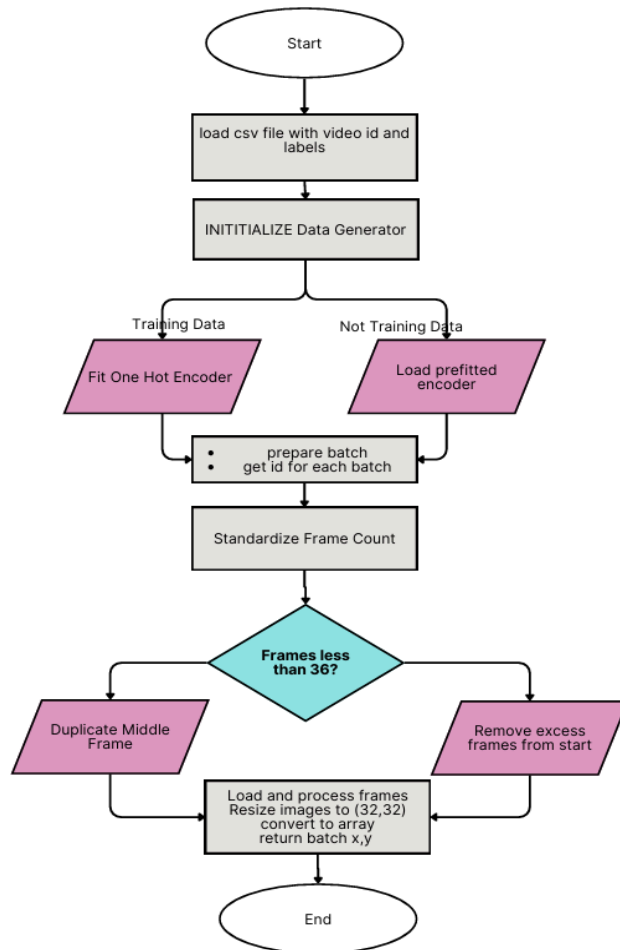 Start
load csv file with video id and
labels
INITITIALIZE Data Generator
Training Data
Not Training Data
Fit One Hot Encoder
Load prefitted
encoder
• prepare batch
• get id for each batch
Standardize Frame Count
Frames less
than 36?
Duplicate Middle
Frame
Remove excess
frames from start
Load and process frames
Resize images to (32,32)
convert to array
return batch x,y
End